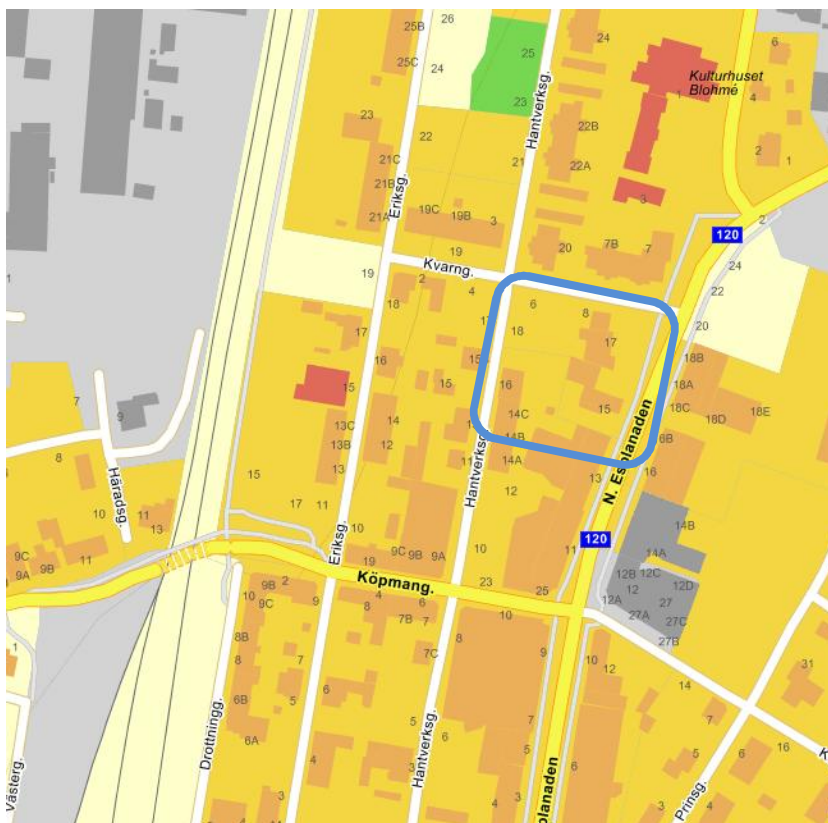 26
25B
24
25
Kulturhuset
Blohmé
6
25C
24
4
23
1
23
22B
22
22A
2
1
21C
21
21B
Hantverksg.
Eriksg.
3
21A
19C
19B
3
120
2
20
7B
7
19
24
Kvarng.
19
2
4
22
1
18
6
8
17
18
20
17
17
16
15
18B
15
15
16
18A
7
9
14C
15
18C
18D
18E
13C
14
14B
6B
8
13B
12
11
14A
N. Esplanaden
Häradsg.
15
13
13
16
10
11
17
11
12
Hantverksg.
13
14B
120
9C
11
10
9C
9B
9A
10
11
14A
9A
9B
19
Eriksg.
12B
12C
12
12D
Köpmang.
23
25
12A
27
9B
2
27A
27C
10
9C
9
4
8
6
10
27B
7B
7
8B
8
9
10
31
1
8
7
7C
12
6
14
6B
5
5
7
7
6A
6
5
5
6
16
Drottningg.
4
3
Hantverksg.
Västerg.
6
Prinsg.
3
4
3
3
4
planaden
K